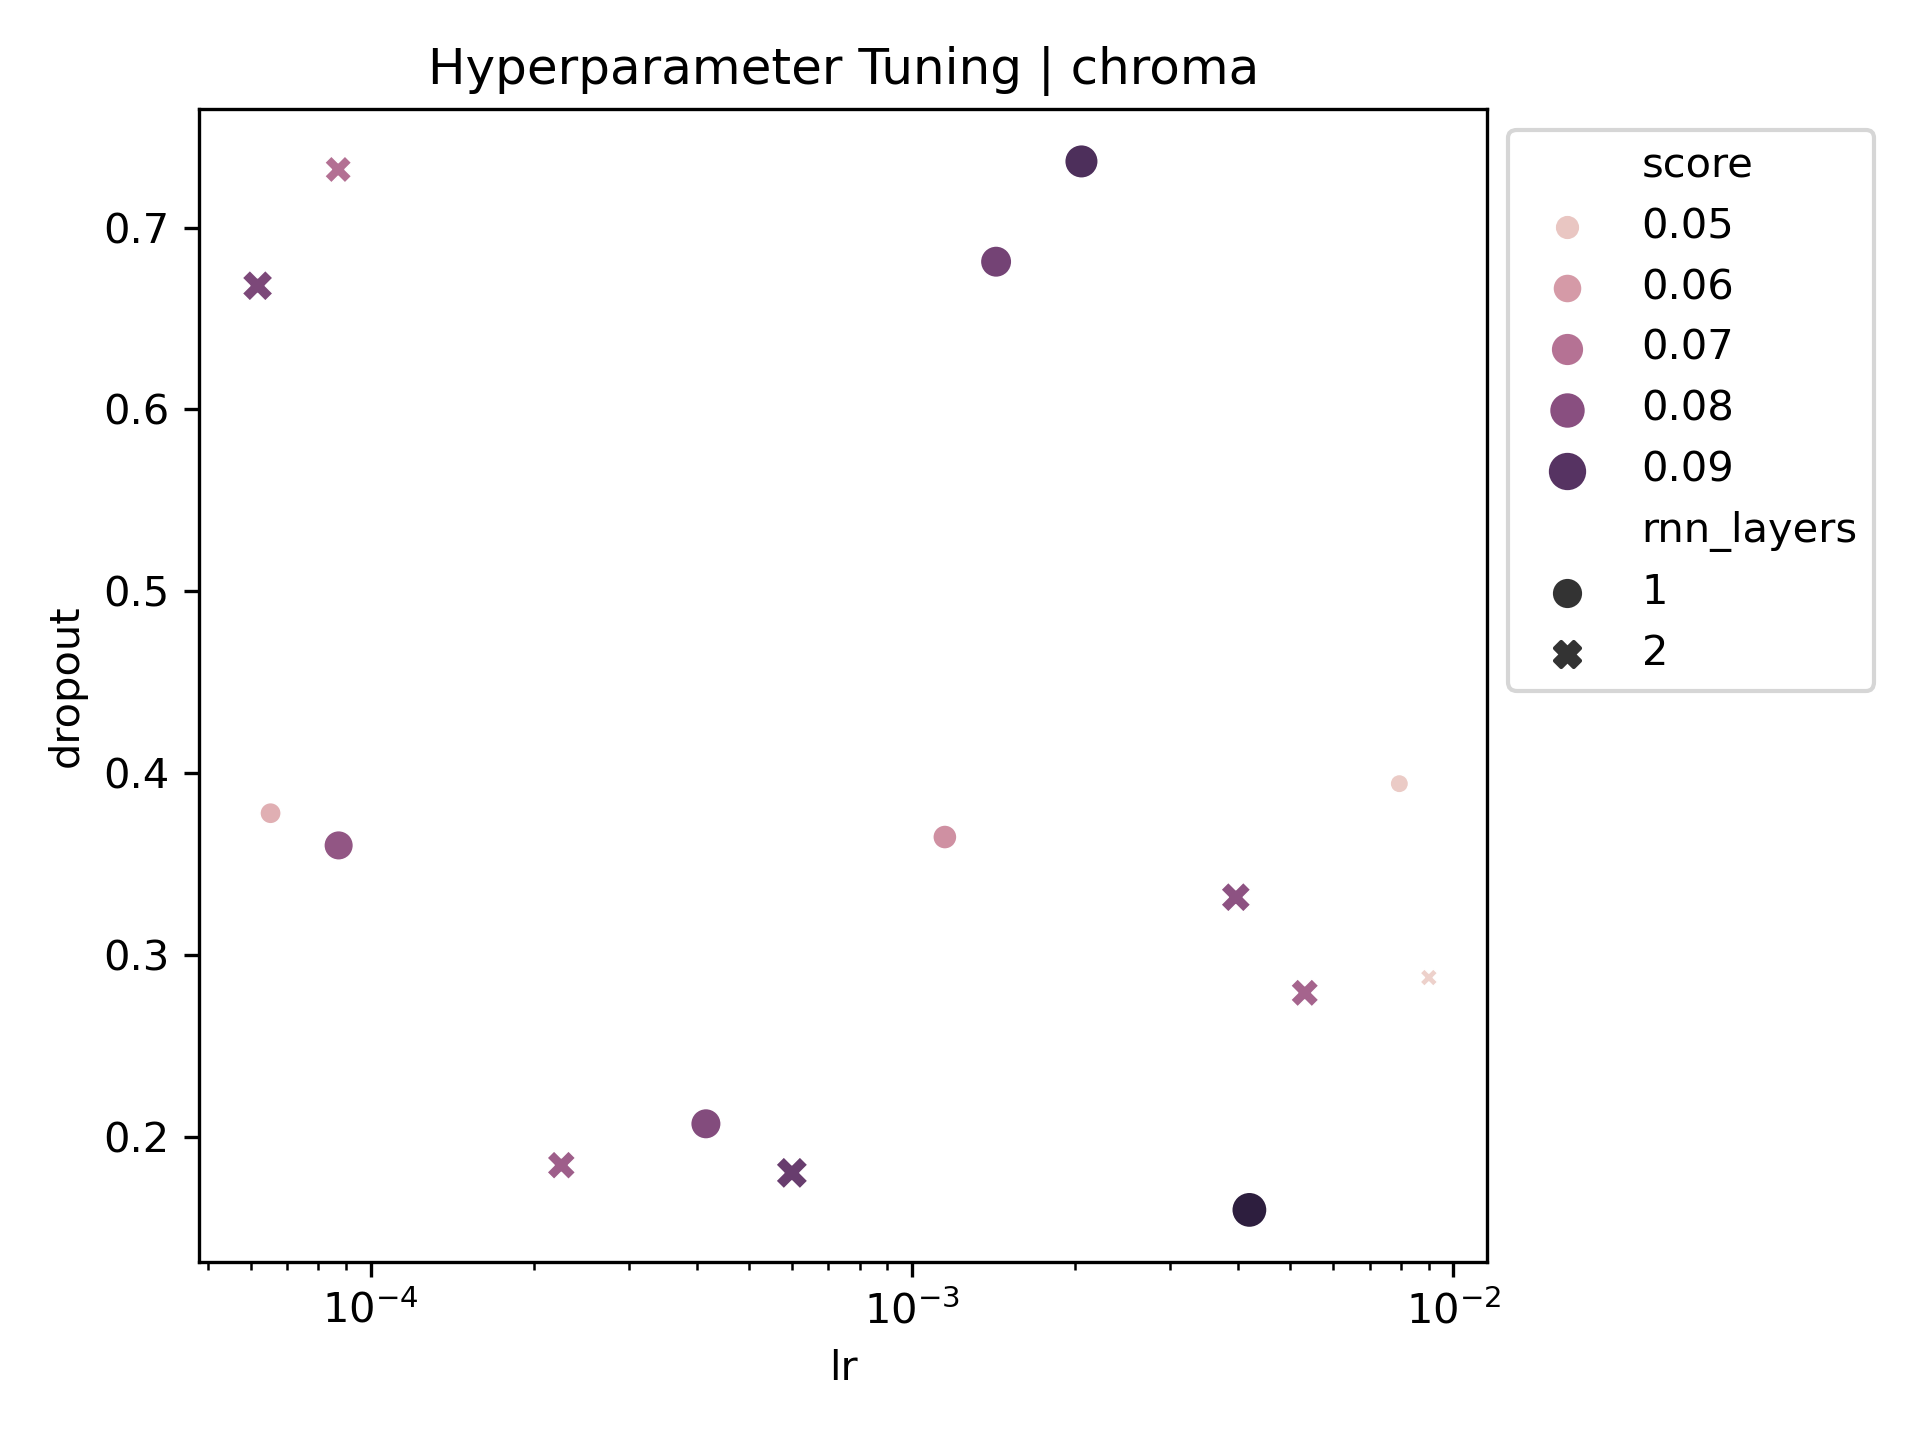 Hyperparameter Tuning | chroma
score
0.05
0.06
0.07
0.08
0.09
rnn_layers
1
2
dropout
0.7
0.6
0.5
0.4
0.3
0.2
10⁻⁴ 10⁻³ 10⁻²
lr